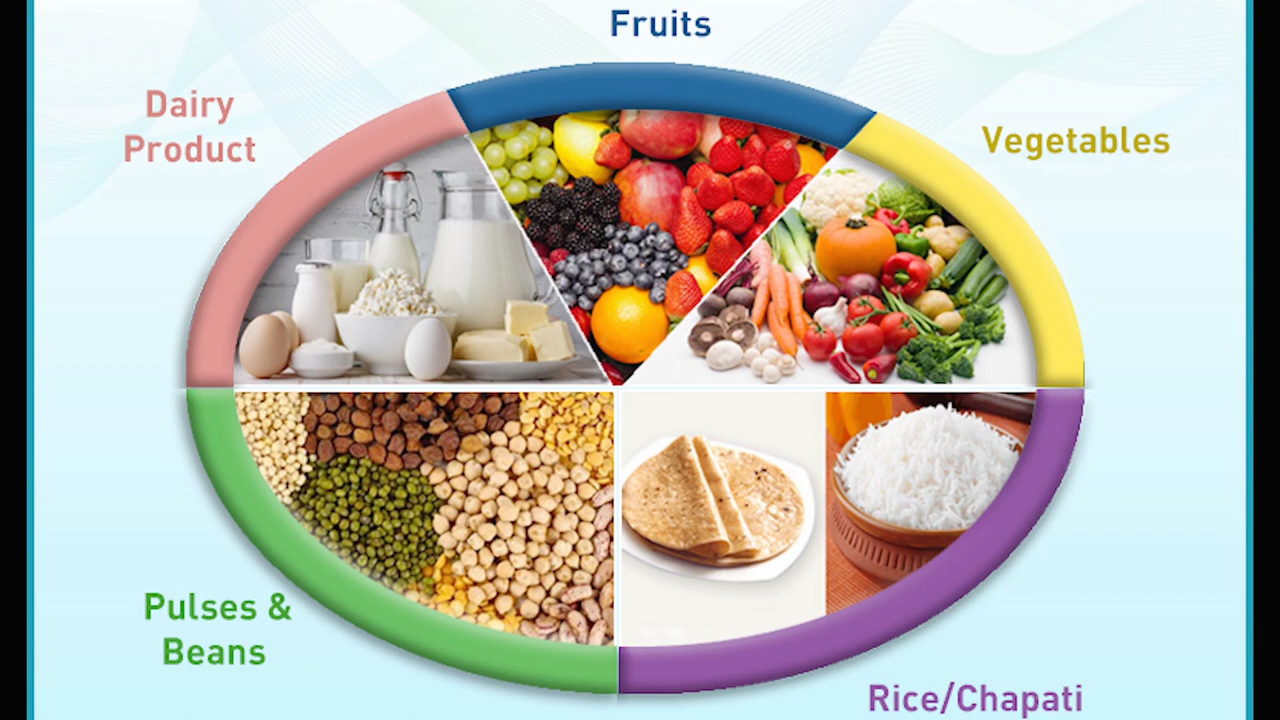 Fruits
Dairy
Product
Vegetables
Pulses &
Beans
Rice/Chapati